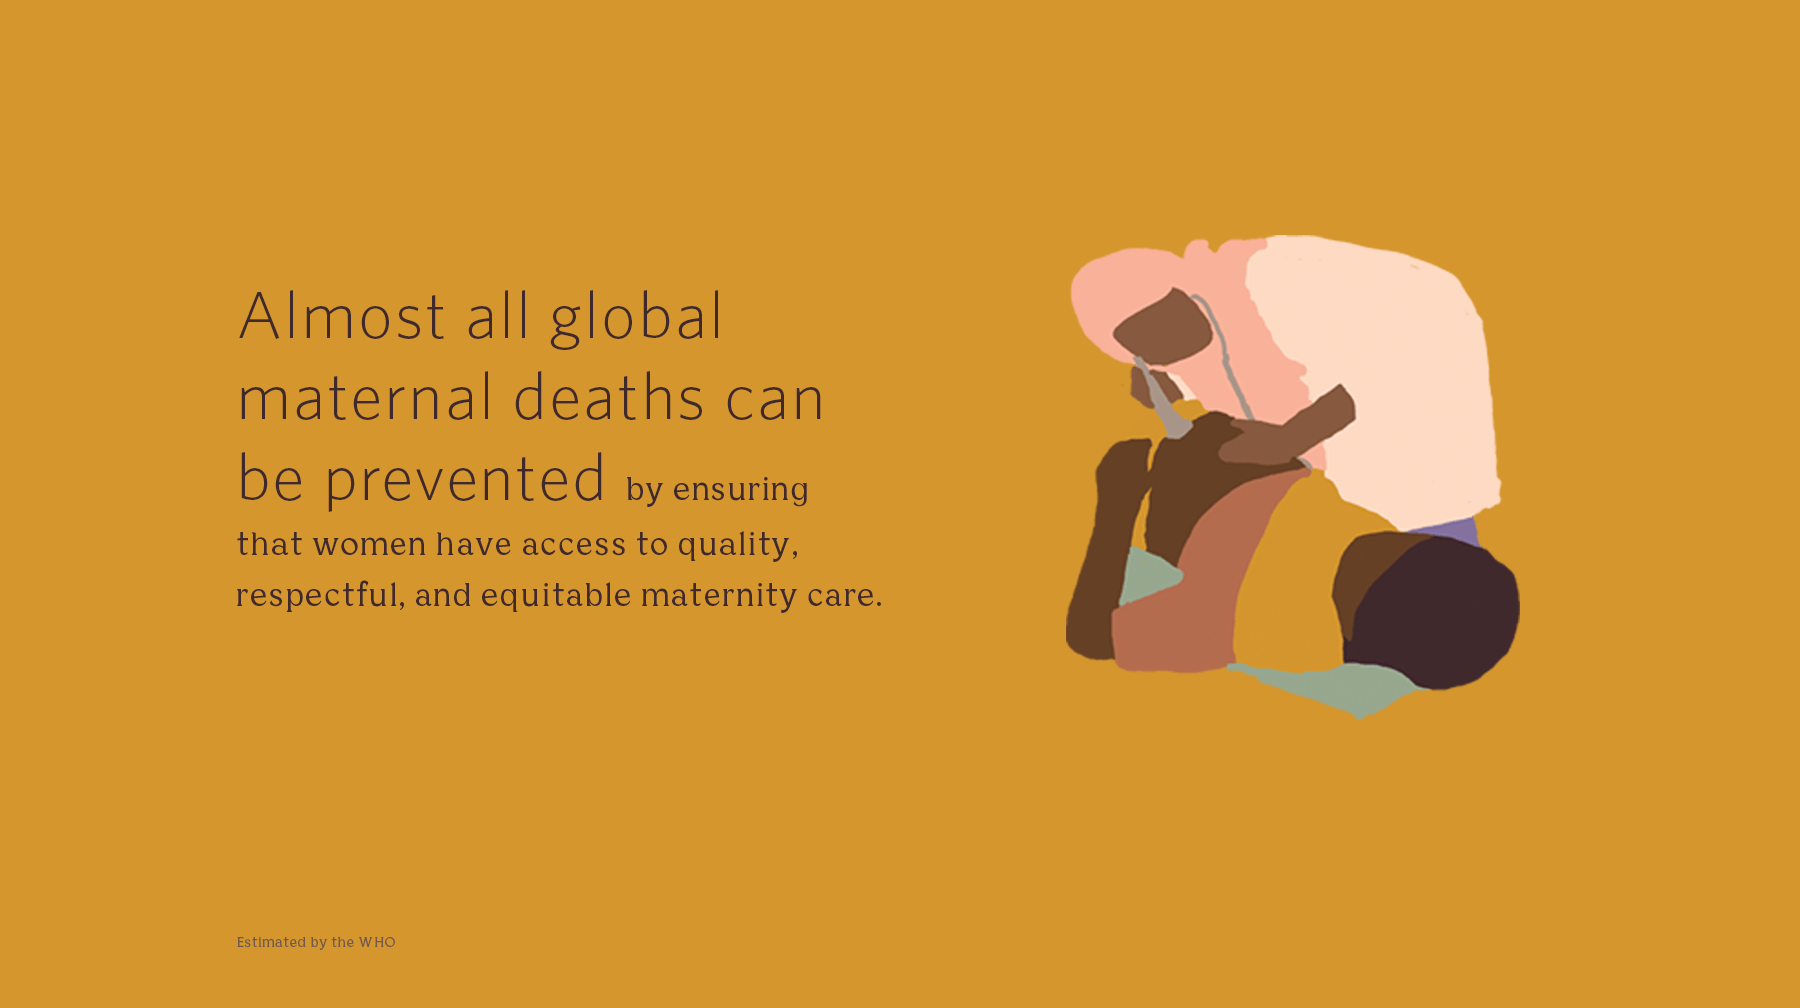 Almost all global
maternal deaths can
be prevented by ensuring
that women have access to quality,
respectful, and equitable maternity care.
Estimated by the WHO